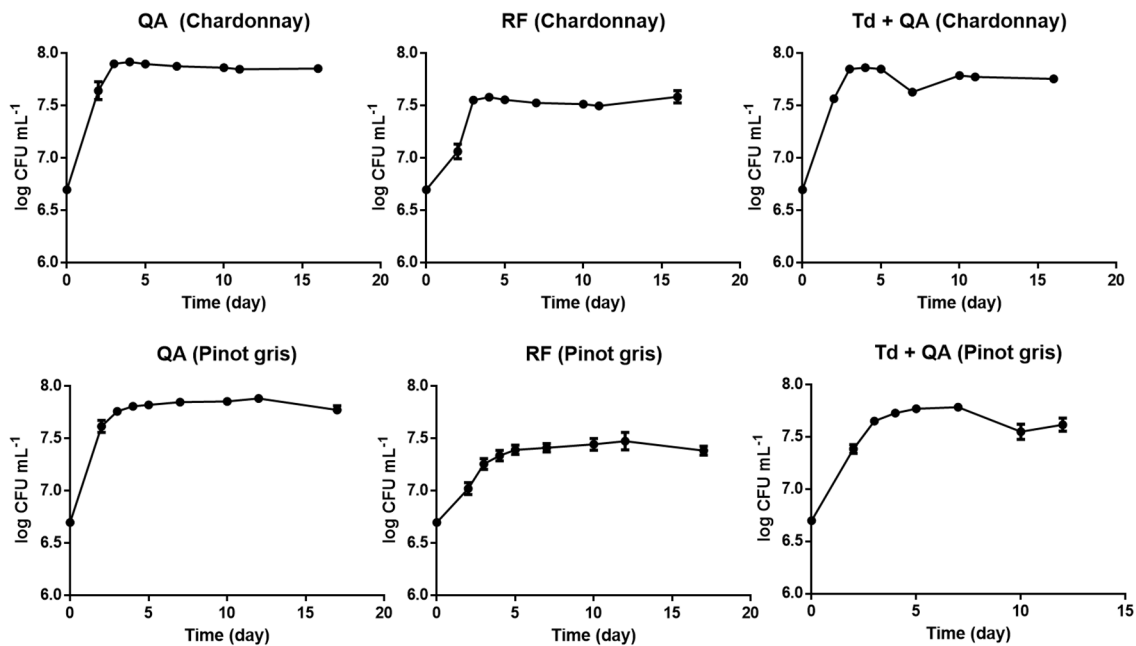 QA (Chardonnay)
8.0
7.5
7.0
6.5
6.0
log CFU mL-1
0 5 10 15 20
Time (day)
RF (Chardonnay)
8.0
7.5
7.0
6.5
6.0
log CFU mL-1
0 5 10 15 20
Time (day)
Td + QA (Chardonnay)
8.0
7.5
7.0
6.5
6.0
log CFU mL-1
0 5 10 15 20
Time (day)
QA (Pinot gris)
8.0
7.5
7.0
6.5
6.0
log CFU mL-1
0 5 10 15 20
Time (day)
RF (Pinot gris)
8.0
7.5
7.0
6.5
6.0
log CFU mL-1
0 5 10 15 20
Time (day)
Td + QA (Pinot gris)
8.0
7.5
7.0
6.5
6.0
log CFU mL-1
0 5 10 15
Time (day)